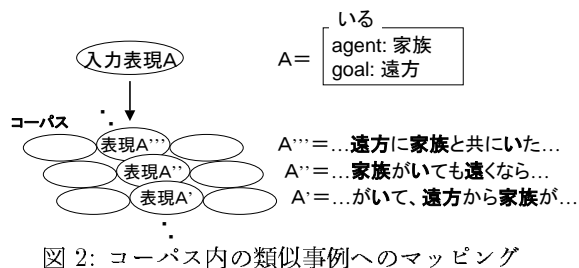 いる
入力表現A
A＝
agent: 家族
goal: 遠方
コーパス
表現A'''
A'''＝…遠方に家族と共にいた…
表現A''
A''＝…家族がいても遠くなら…
表現A'
A'＝…がいて、遠方から家族が…
図 2: コーパス内の類似事例へのマッピング